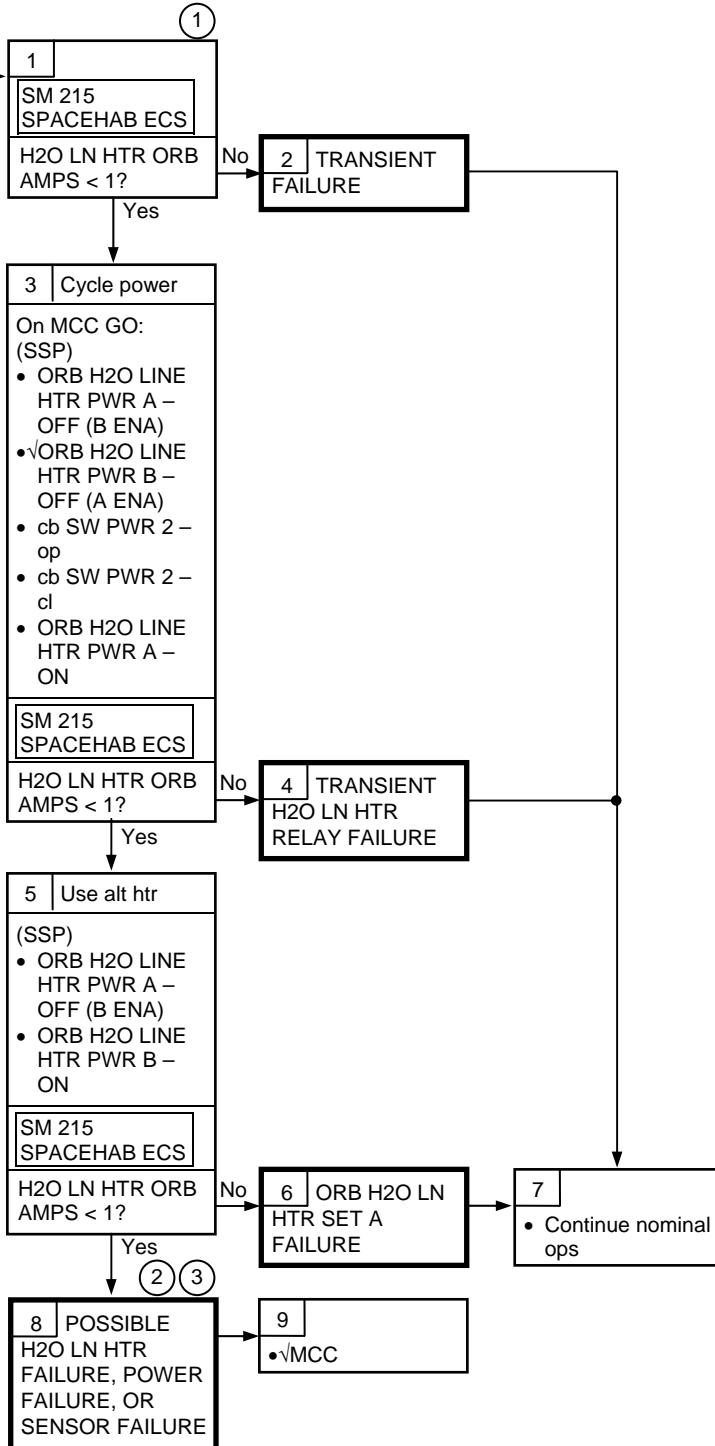 1
1
SM 215
SPACEHAB ECS
H2O LN HTR ORB
AMPS < 1?
No
2 TRANSIENT
FAILURE
Yes
3 Cycle power
On MCC GO:
(SSP)
• ORB H2O LINE
HTR PWR A –
OFF (B ENA)
•√ORB H2O LINE
HTR PWR B –
OFF (A ENA)
• cb SW PWR 2 –
op
• cb SW PWR 2 –
cl
• ORB H2O LINE
HTR PWR A –
ON
SM 215
SPACEHAB ECS
H2O LN HTR ORB
AMPS < 1?
No
4 TRANSIENT
H2O LN HTR
RELAY FAILURE
Yes
5 Use alt htr
(SSP)
• ORB H2O LINE
HTR PWR A –
OFF (B ENA)
• ORB H2O LINE
HTR PWR B –
ON
SM 215
SPACEHAB ECS
H2O LN HTR ORB
AMPS < 1?
No
6 ORB H2O LN
HTR SET A
FAILURE
7
• Continue nominal
ops
Yes
2 3
8 POSSIBLE
H2O LN HTR
FAILURE, POWER
FAILURE, OR
SENSOR FAILURE
9
•√MCC